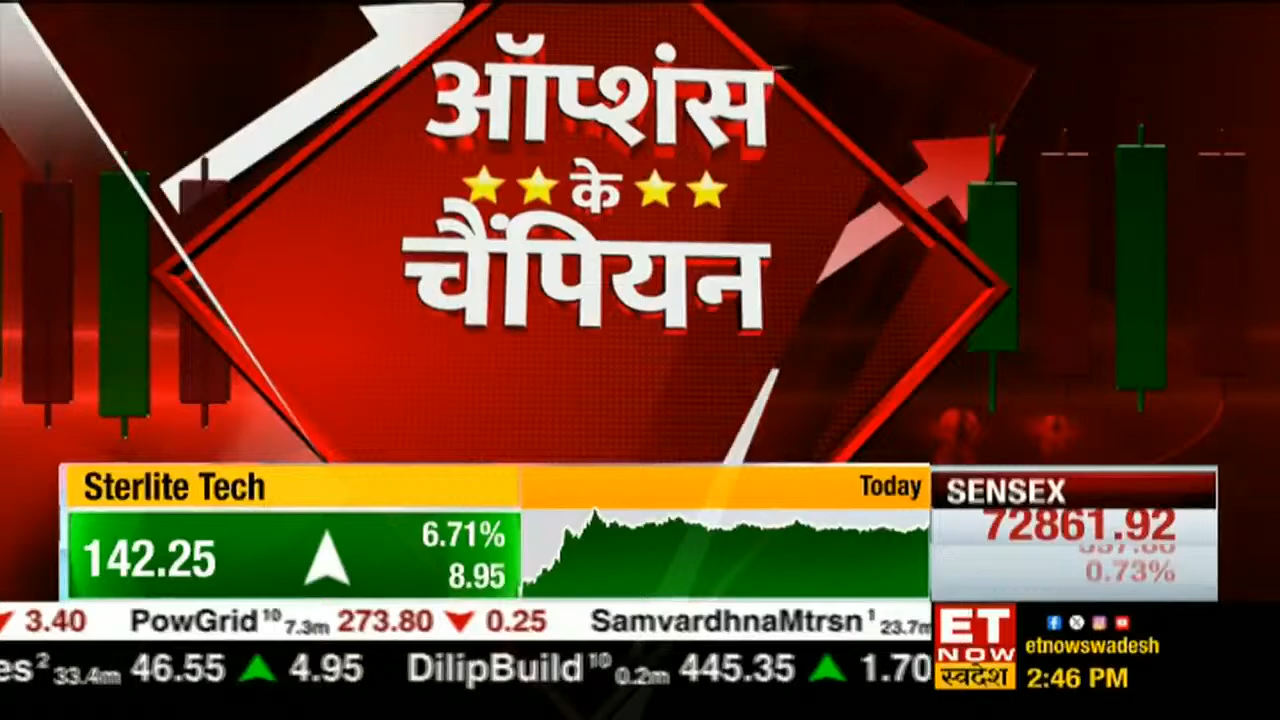 ऑप्शंस
के
चैंपियन
Sterlite Tech
Today
142.25
6.71%
8.95
SENSEX
72861.92
0.73%
3.40 PowGrid 10 7.3m 273.80 0.25 SamvardhnaMtrsn 1 23.7m
es 2 33.4m 46.55 4.95 DilipBuild 10 0.2m 445.35 1.70
ET
NOW
स्वदेश
etnowswadesh
2:46 PM